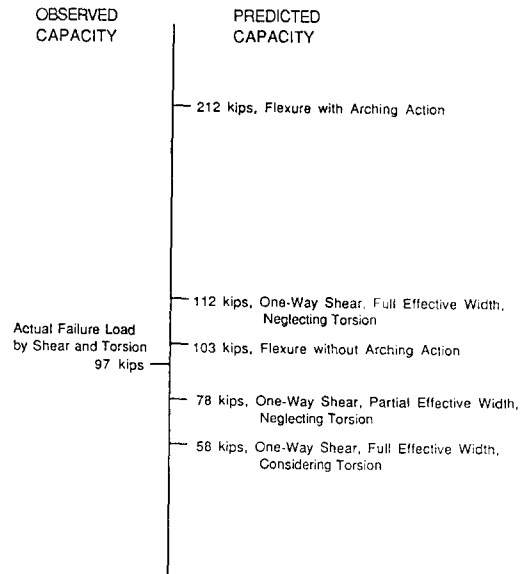 OBSERVED
CAPACITY
PREDICTED
CAPACITY
212 kips, Flexure with Arching Action
112 kips, One-Way Shear, Full Effective Width,
Neglecting Torsion
Actual Failure Load
by Shear and Torsion
97 kips
103 kips, Flexure without Arching Action
78 kips, One-Way Shear, Partial Effective Width,
Neglecting Torsion
58 kips, One-Way Shear, Full Effective Width,
Considering Torsion